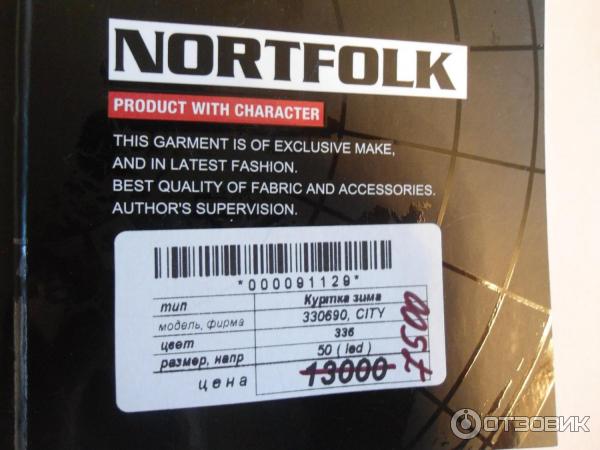 NORTFOLK
PRODUCT WITH CHARACTER
THIS GARMENT IS OF EXCLUSIVE MAKE,
AND IN LATEST FASHION.
BEST QUALITY OF FABRIC AND ACCESSORIES.
AUTHOR'S SUPERVISION.
*000091129*
тип Куртка зима
модель, фирма 330690, CITY
цвет 336
размер, напр 50 ( led )
цена 13000 7500
ОТЗОВИК